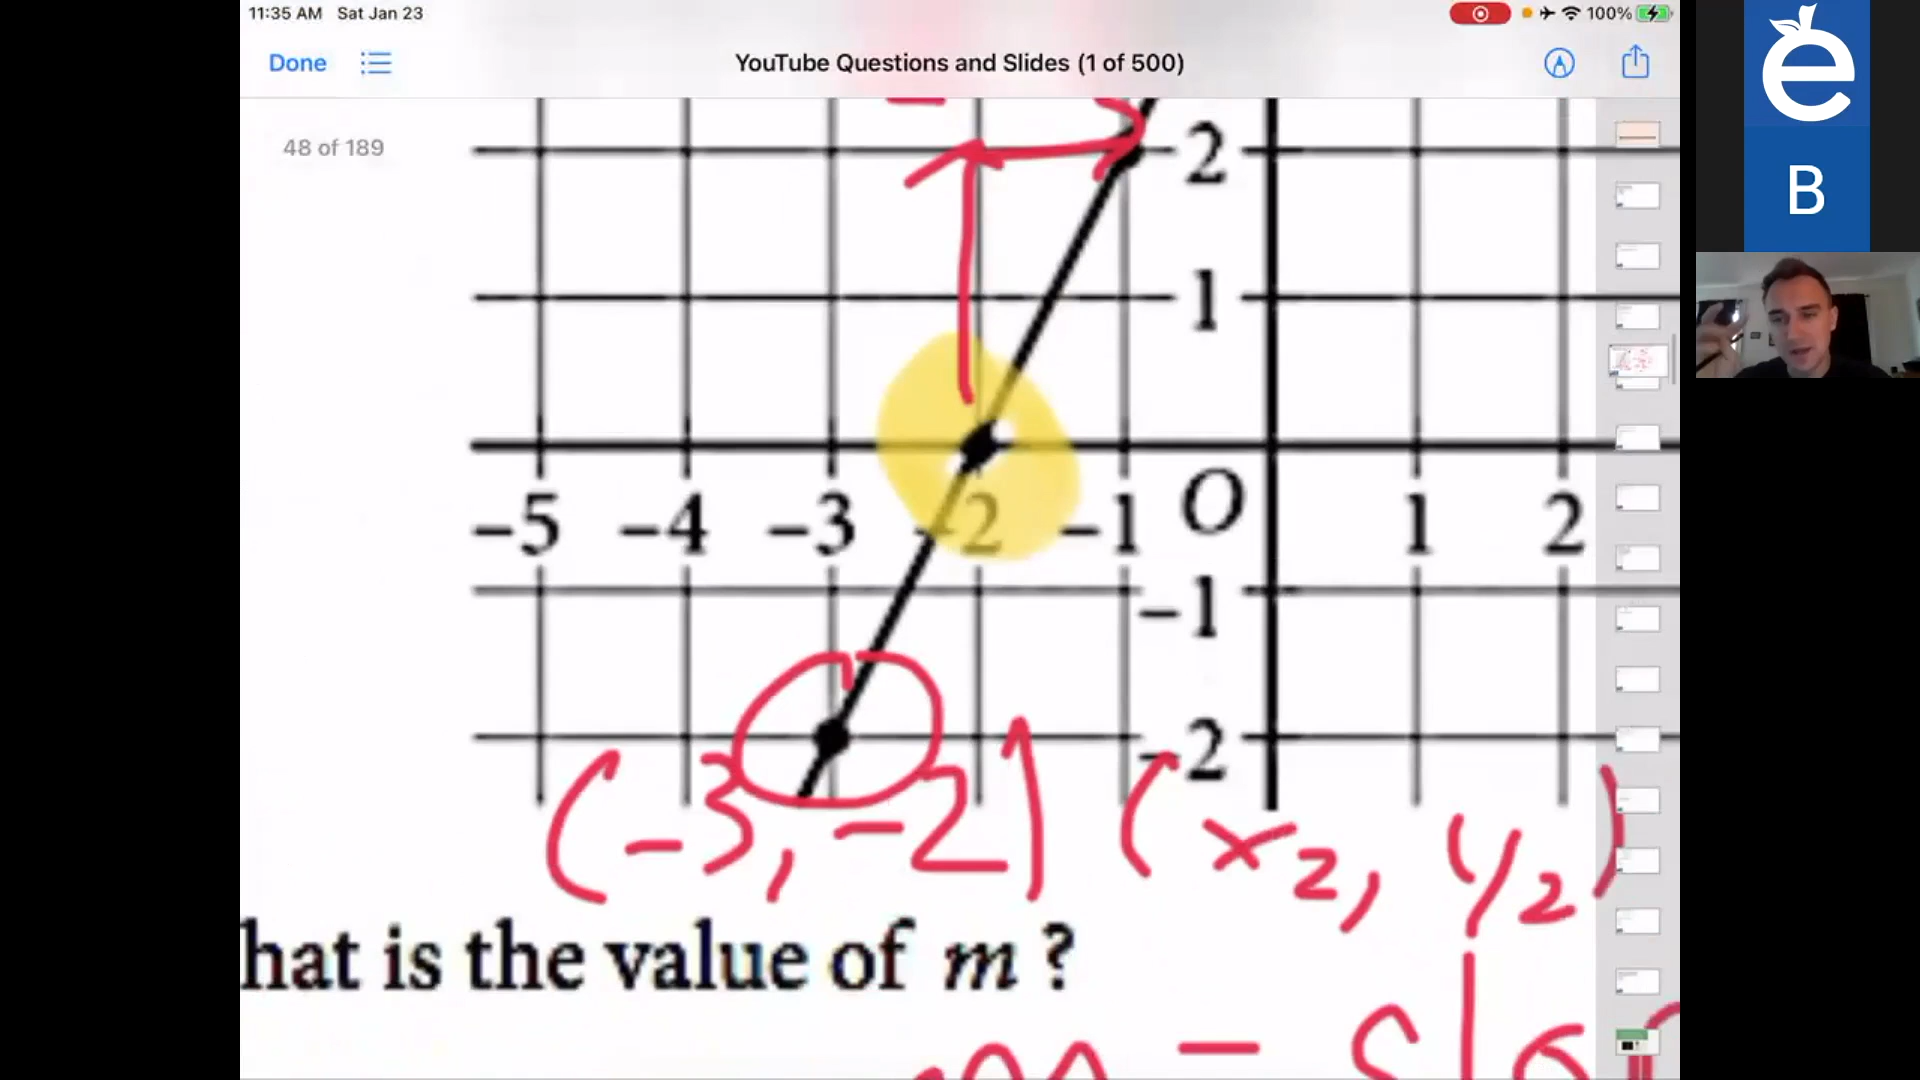 11:35 AM Sat Jan 23
100%
Done
YouTube Questions and Slides (1 of 500)
48 of 189
2
1
-5 -4 -3 -2 -1 O 1 2
-1
-2
(-3, -2) (x2, y2)
hat is the value of m ?
m =
e
B